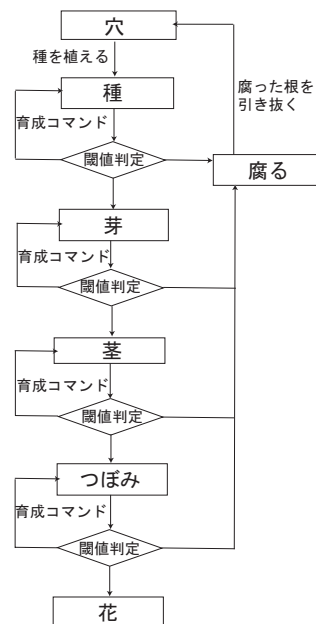 穴
種を植える
腐った根を
引き抜く
種
育成コマンド
閾値判定
腐る
芽
育成コマンド
閾値判定
茎
育成コマンド
閾値判定
つぼみ
育成コマンド
閾値判定
花